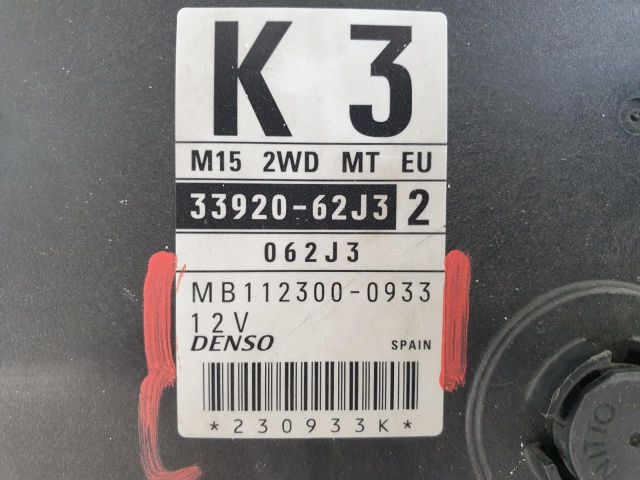 K 3
M15 2WD MT EU
33920-62J3 2
062J3
MB112300-0933
12V
DENSO SPAIN
*230933K*